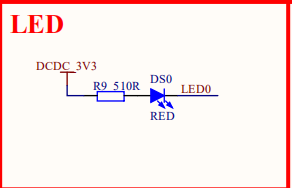 LED
DCDC_3V3
R9 510R
DS0
LED0
RED